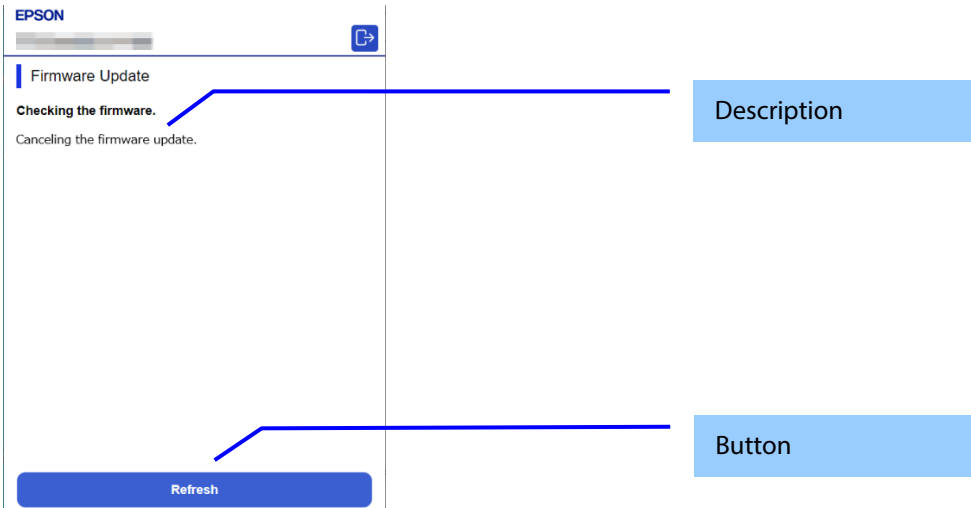 EPSON
Firmware Update
Checking the firmware.
Description
Canceling the firmware update.
Button
Refresh